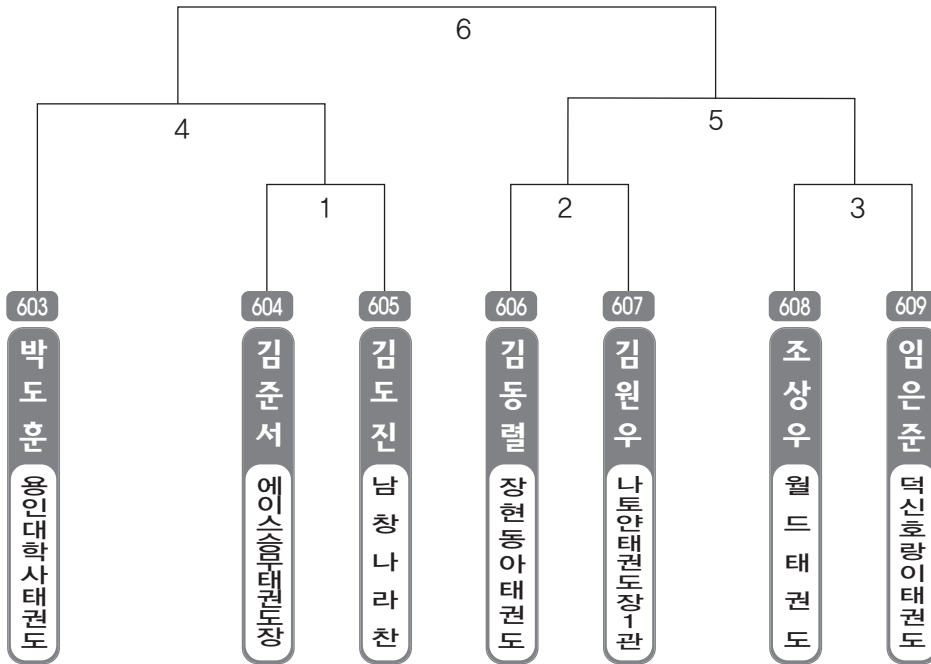 6
4
5
1
2
3
603
604
605
606
607
608
609
박도훈
김준서
김도진
김동렬
김원우
조상우
임은준
용인대학사태권도
에이스승무태권도장
남창나라찬
장현동아태권도
나토얀태권도장1관
월드태권도
덕신호랑이태권도